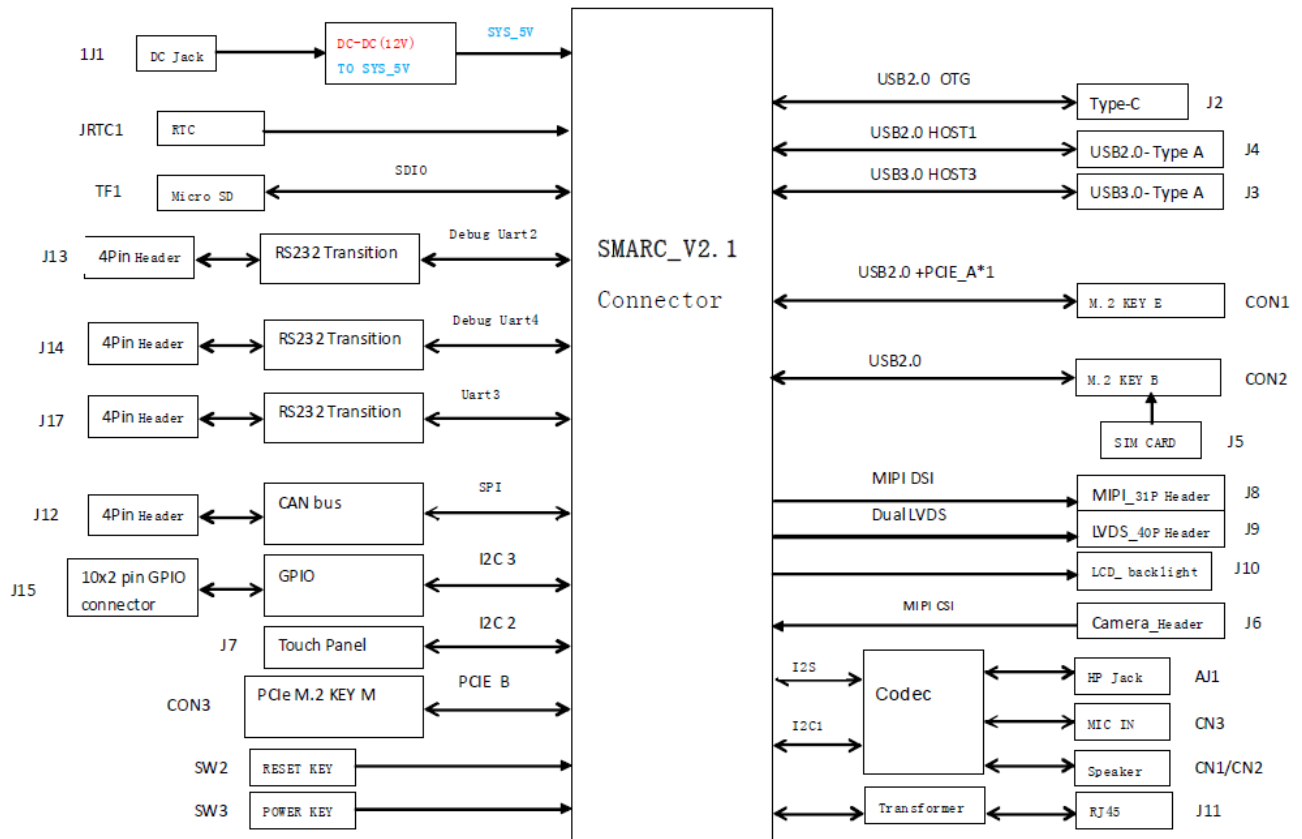 SYS_5V
1J1
DC Jack
DC-DC(12V)
TO SYS_5V
JRTC1
RTC
TF1
Micro SD
SDIO
J13
4Pin Header
RS232 Transition
Debug Uart2
J14
4Pin Header
RS232 Transition
Debug Uart4
J17
4Pin Header
RS232 Transition
Uart3
J12
4Pin Header
CAN bus
SPI
J15
10x2 pin GPIO
connector
GPIO
I2C 3
J7
Touch Panel
I2C 2
CON3
PCIe M.2 KEY M
PCIE B
SW2
RESET KEY
SW3
POWER KEY
SMARC_V2.1
Connector
USB2.0 OTG
Type-C
J2
USB2.0 HOST1
USB2.0-Type A
J4
USB3.0 HOST3
USB3.0-Type A
J3
USB2.0 +PCIE_A*1
M.2 KEY E
CON1
USB2.0
M.2 KEY B
CON2
SIM CARD
J5
MIPI DSI
MIPI_31P Header
J8
Dual LVDS
LVDS_40P Header
J9
LCD_ backlight
J10
MIPI CSI
Camera_Header
J6
I2S
I2C1
Codec
HP Jack
AJ1
MIC IN
CN3
Speaker
CN1/CN2
Transformer
RJ45
J11